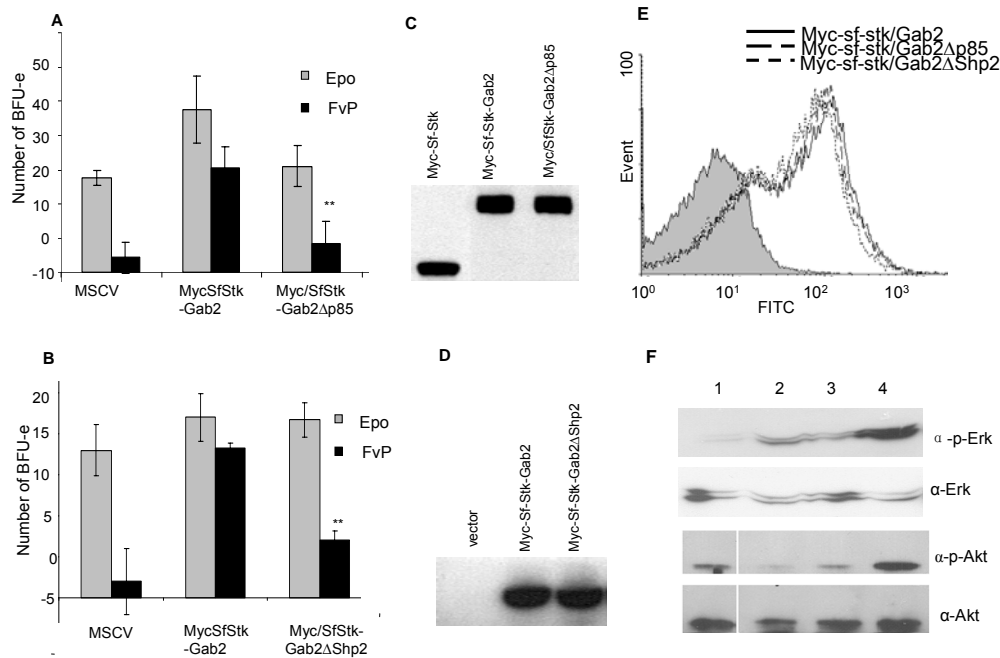 A
Number of BFU-e
50
40
30
20
10
0
-10
Epo
FvP
**
MSCV
MycSfStk
-Gab2
Myc/SfStk
-Gab2Δp85
B
Number of BFU-e
20
15
10
5
0
-5
Epo
FvP
**
MSCV
MycSfStk
-Gab2
Myc/SfStk-
Gab2ΔShp2
C
Myc-Sf-Stk
Myc-Sf-Stk-Gab2
Myc/SfStk-Gab2Δp85
D
vector
Myc-Sf-Stk-Gab2
Myc-Sf-Stk-Gab2ΔShp2
E
Myc-sf-stk/Gab2
Myc-sf-stk/Gab2Δp85
Myc-sf-stk/Gab2ΔShp2
100
Event
10⁰ 10¹ 10² 10³
FITC
F
1 2 3 4
α-p-Erk
α-Erk
α-p-Akt
α-Akt